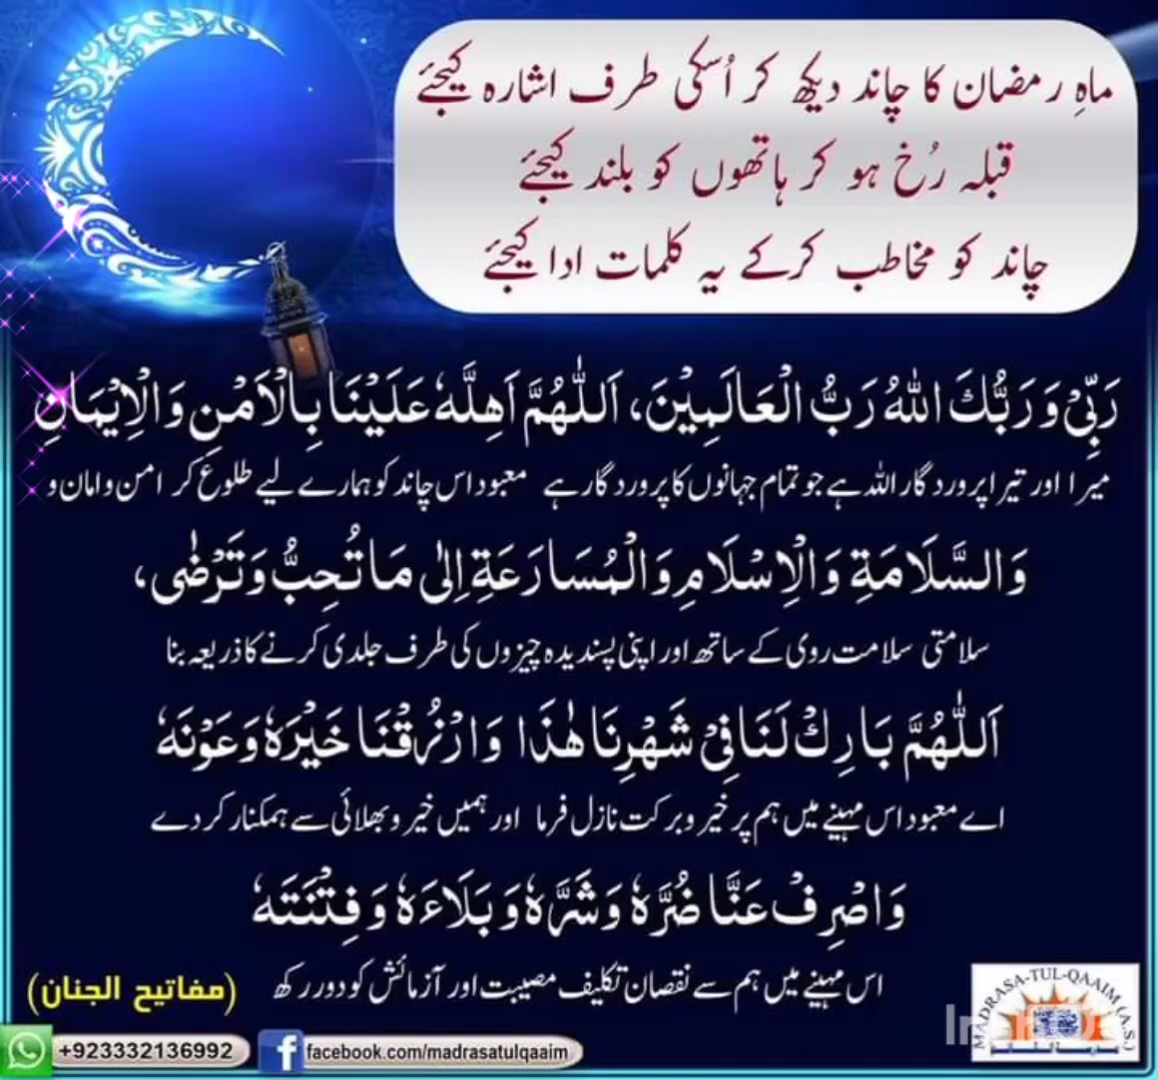 ماہِ رمضان کا چاند دیکھ کر اُسکی طرف اشارہ کیجئے
قبلہ رُخ ہو کر ہاتھوں کو بلند کیجئے
چاند کو مخاطب کرکے یہ کلمات ادا کیجئے
رَبِّیْ وَ رَبُّكَ اللهُ رَبُّ الْعَالَمِیْنَ، اَللّٰهُمَّ اَهِلَّهٗ عَلَیْنَا بِالْاَمْنِ وَالْاِیْمَانِ
میرا اور تیرا پروردگار اللہ ہے جو تمام جہانوں کا پروردگار ہے معبود اس چاند کو ہمارے لیے طلوع کر امن و امان و
وَالسَّلَامَةِ وَالْاِسْلَامِ وَالْمُسَارَعَةِ اِلٰی مَا تُحِبُّ وَتَرْضٰی،
سلامتی سلامت روی کے ساتھ اور اپنی پسندیدہ چیزوں کی طرف جلدی کرنے کا ذریعہ بنا
اَللّٰهُمَّ بَارِكْ لَنَا فِیْ شَهْرِنَا هٰذَا وَارْزُقْنَا خَیْرَهٗ وَعَوْنَهٗ
اے معبود اس مہینے میں ہم پر خیر و برکت نازل فرما اور ہمیں خیر و بھلائی سے ہمکنار کر دے
وَاصْرِفْ عَنَّا ضُرَّهٗ وَشَرَّهٗ وَبَلَاءَهٗ وَفِتْنَتَهٗ
اس مہینے میں ہم سے نقصان تکلیف مصیبت اور آزمائش کو دور رکھ
(مفاتیح الجنان)
MADRASA-TUL-QAAIM (A.S.)
+923332136992
facebook.com/madrasatulqaaim